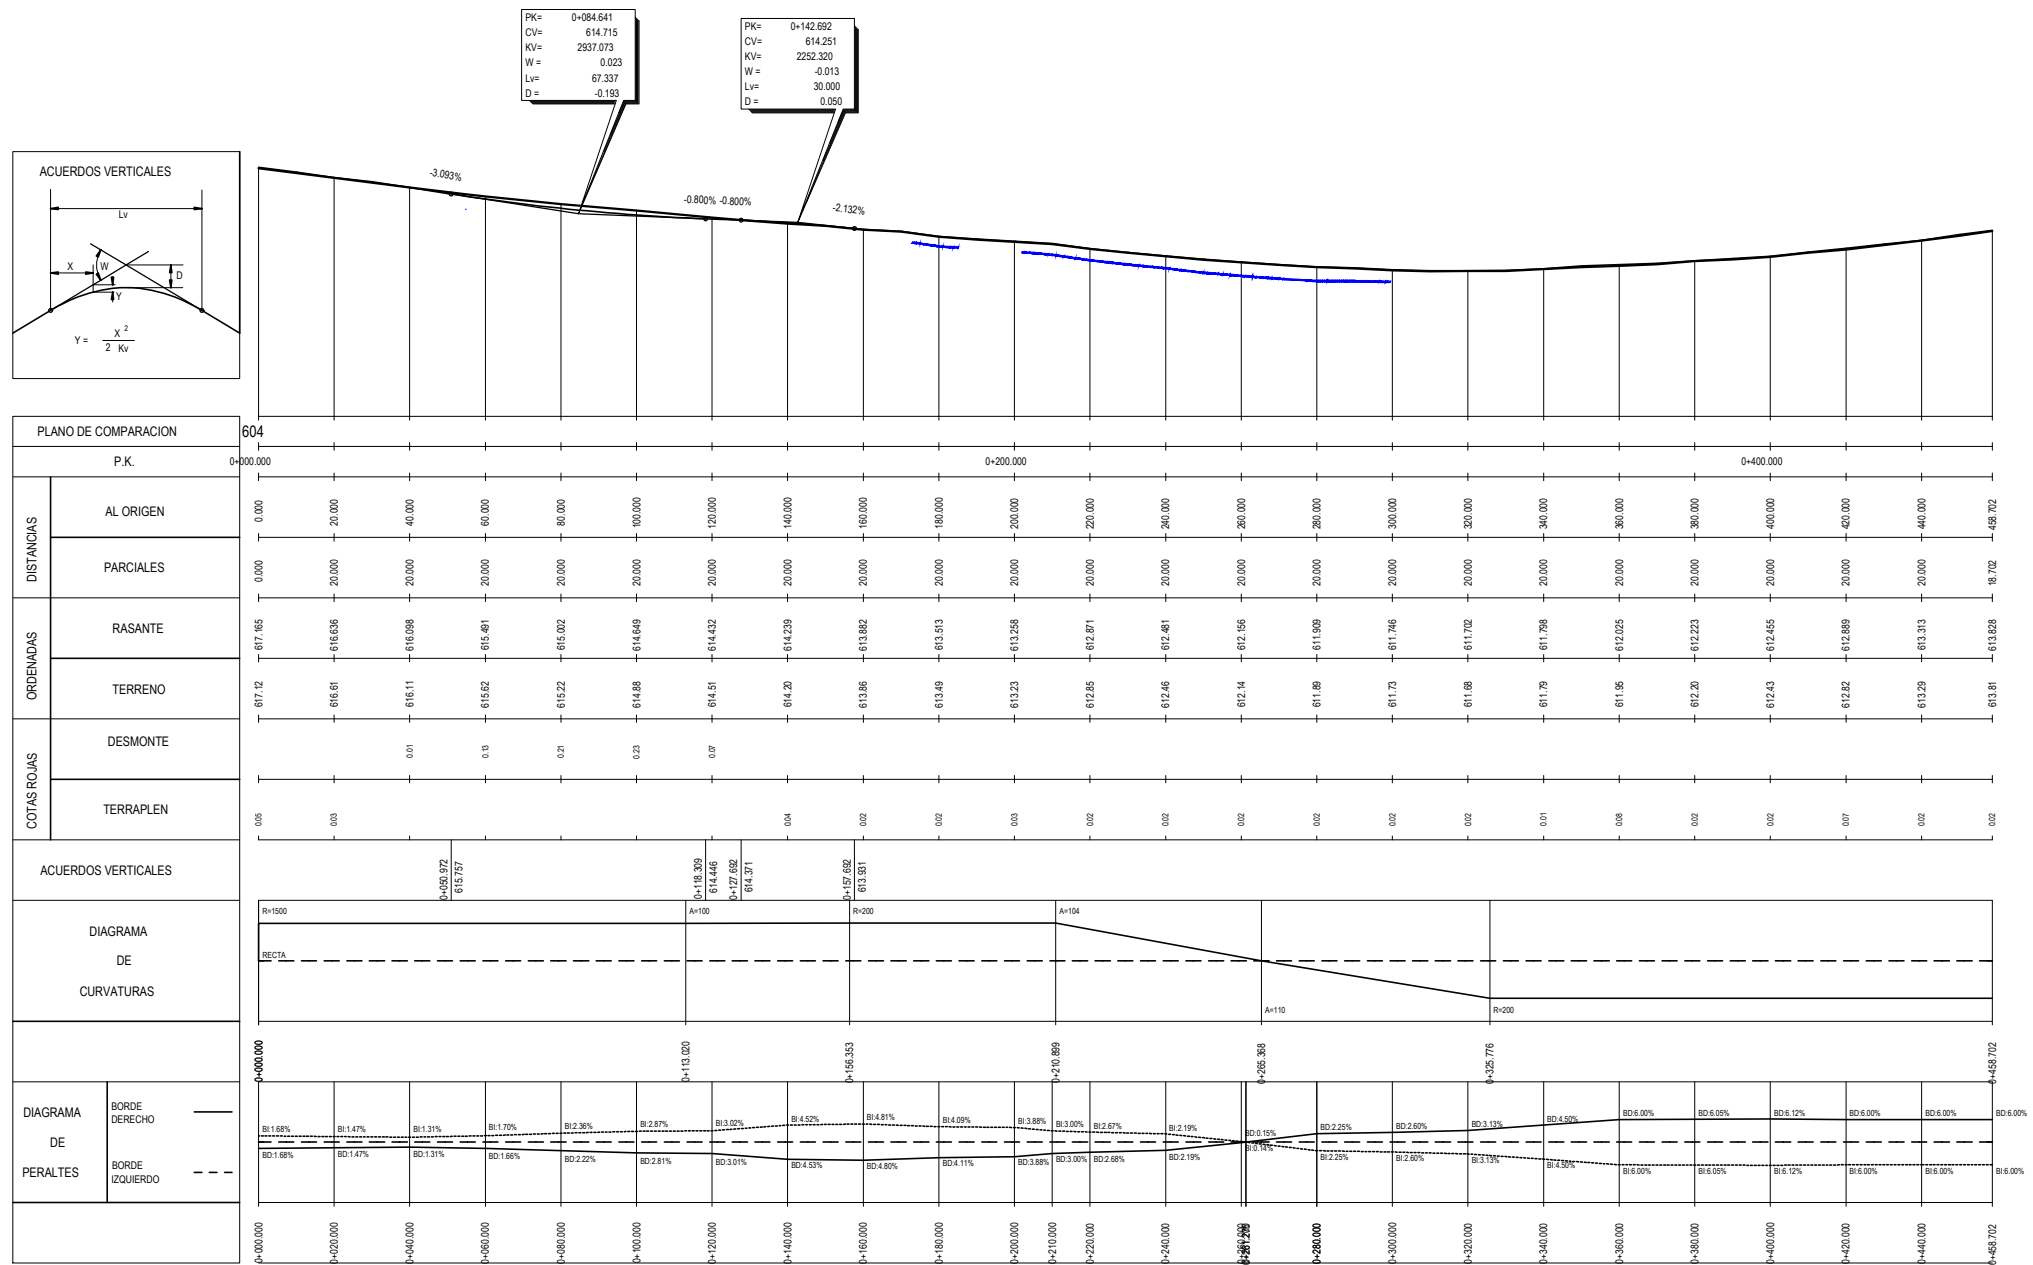 PK= 0+084.641
CV= 614.715
KV= 2937.073
W = 0.023
Lv= 67.337
D = -0.193
PK= 0+142.692
CV= 614.251
KV= 2252.320
W = -0.013
Lv= 30.000
D = 0.050
ACUERDOS VERTICALES
Lv
X
W
D
Y
Y = X 2
2 Kv
-3.093%
-0.800% -0.800%
-2.132%
PLANO DE COMPARACION 604
P.K. 0+000.000 0+200.000 0+400.000
DISTANCIAS
AL ORIGEN 0.000 20.000 40.000 60.000 80.000 100.000 120.000 140.000 160.000 180.000 200.000 220.000 240.000 260.000 280.000 300.000 320.000 340.000 360.000 380.000 400.000 420.000 440.000 458.702
PARCIALES 0.000 20.000 20.000 20.000 20.000 20.000 20.000 20.000 20.000 20.000 20.000 20.000 20.000 20.000 20.000 20.000 20.000 20.000 20.000 20.000 20.000 20.000 20.000 18.702
ORDENADAS
RASANTE 617.165 616.636 616.098 615.491 615.002 614.649 614.432 614.239 613.882 613.513 613.258 612.871 612.481 612.156 611.909 611.746 611.702 611.798 612.025 612.223 612.455 612.889 613.313 613.828
TERRENO 617.12 616.61 616.11 615.62 615.22 614.88 614.51 614.20 613.86 613.49 613.23 612.85 612.46 612.14 611.89 611.73 611.68 611.79 611.95 612.20 612.43 612.82 613.29 613.81
COTAS ROJAS
DESMONTE 0.01 0.13 0.21 0.23 0.07
TERRAPLEN 0.05 0.03 0.04 0.02 0.02 0.03 0.02 0.02 0.02 0.02 0.02 0.02 0.01 0.08 0.02 0.02 0.07 0.02 0.02
ACUERDOS VERTICALES
0+050.972
615.757
0+118.309
614.446
0+127.692
614.371
0+157.692
613.931
DIAGRAMA
DE
CURVATURAS
R=1500 A=100 R=200 A=104
RECTA
A=110 R=200
0+000.000 0+113.020 0+156.353 0+210.899 0+265.368 0+325.776 0+458.702
DIAGRAMA
DE
PERALTES
BORDE
DERECHO
BORDE
IZQUIERDO
BI:1.68% BI:1.47% BI:1.31% BI:1.70% BI:2.36% BI:2.87% BI:3.02% BI:4.52% BI:4.81% BI:4.09% BI:3.88% BI:3.00% BI:2.67% BI:2.19% BD:0.15% BD:2.25% BD:2.60% BD:3.13% BD:4.50% BD:6.00% BD:6.05% BD:6.12% BD:6.00% BD:6.00% BD:6.00%
BD:1.68% BD:1.47% BD:1.31% BD:1.66% BD:2.22% BD:2.81% BD:3.01% BD:4.53% BD:4.80% BD:4.11% BD:3.88% BD:3.00% BD:2.68% BD:2.19% BI:0.14% BI:2.25% BI:2.60% BI:3.13% BI:4.50% BI:6.00% BI:6.05% BI:6.12% BI:6.00% BI:6.00% BI:6.00%
0+000.000 0+020.000 0+040.000 0+060.000 0+080.000 0+100.000 0+120.000 0+140.000 0+160.000 0+180.000 0+200.000 0+210.000 0+220.000 0+240.000 0+260.000 0+280.000 0+300.000 0+320.000 0+340.000 0+360.000 0+380.000 0+400.000 0+420.000 0+440.000 0+458.702